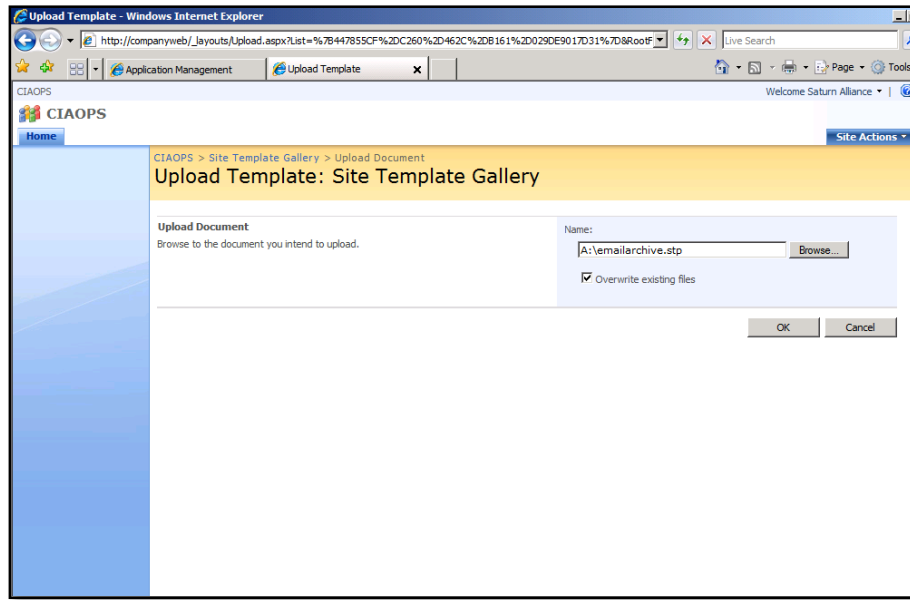 Upload Template - Windows Internet Explorer
http://companyweb/_layouts/Upload.aspx?List=%7B447855CF%2DC260%2D462C%2DB161%2D029DE9017D31%7D&RootF
Live Search
Application Management
Upload Template
Page
Tools
CIAOPS
Welcome Saturn Alliance
CIAOPS
Home
Site Actions
CIAOPS > Site Template Gallery > Upload Document
Upload Template: Site Template Gallery
Upload Document
Name:
Browse to the document you intend to upload.
A:\emailarchive.stp
Browse...
Overwrite existing files
OK
Cancel